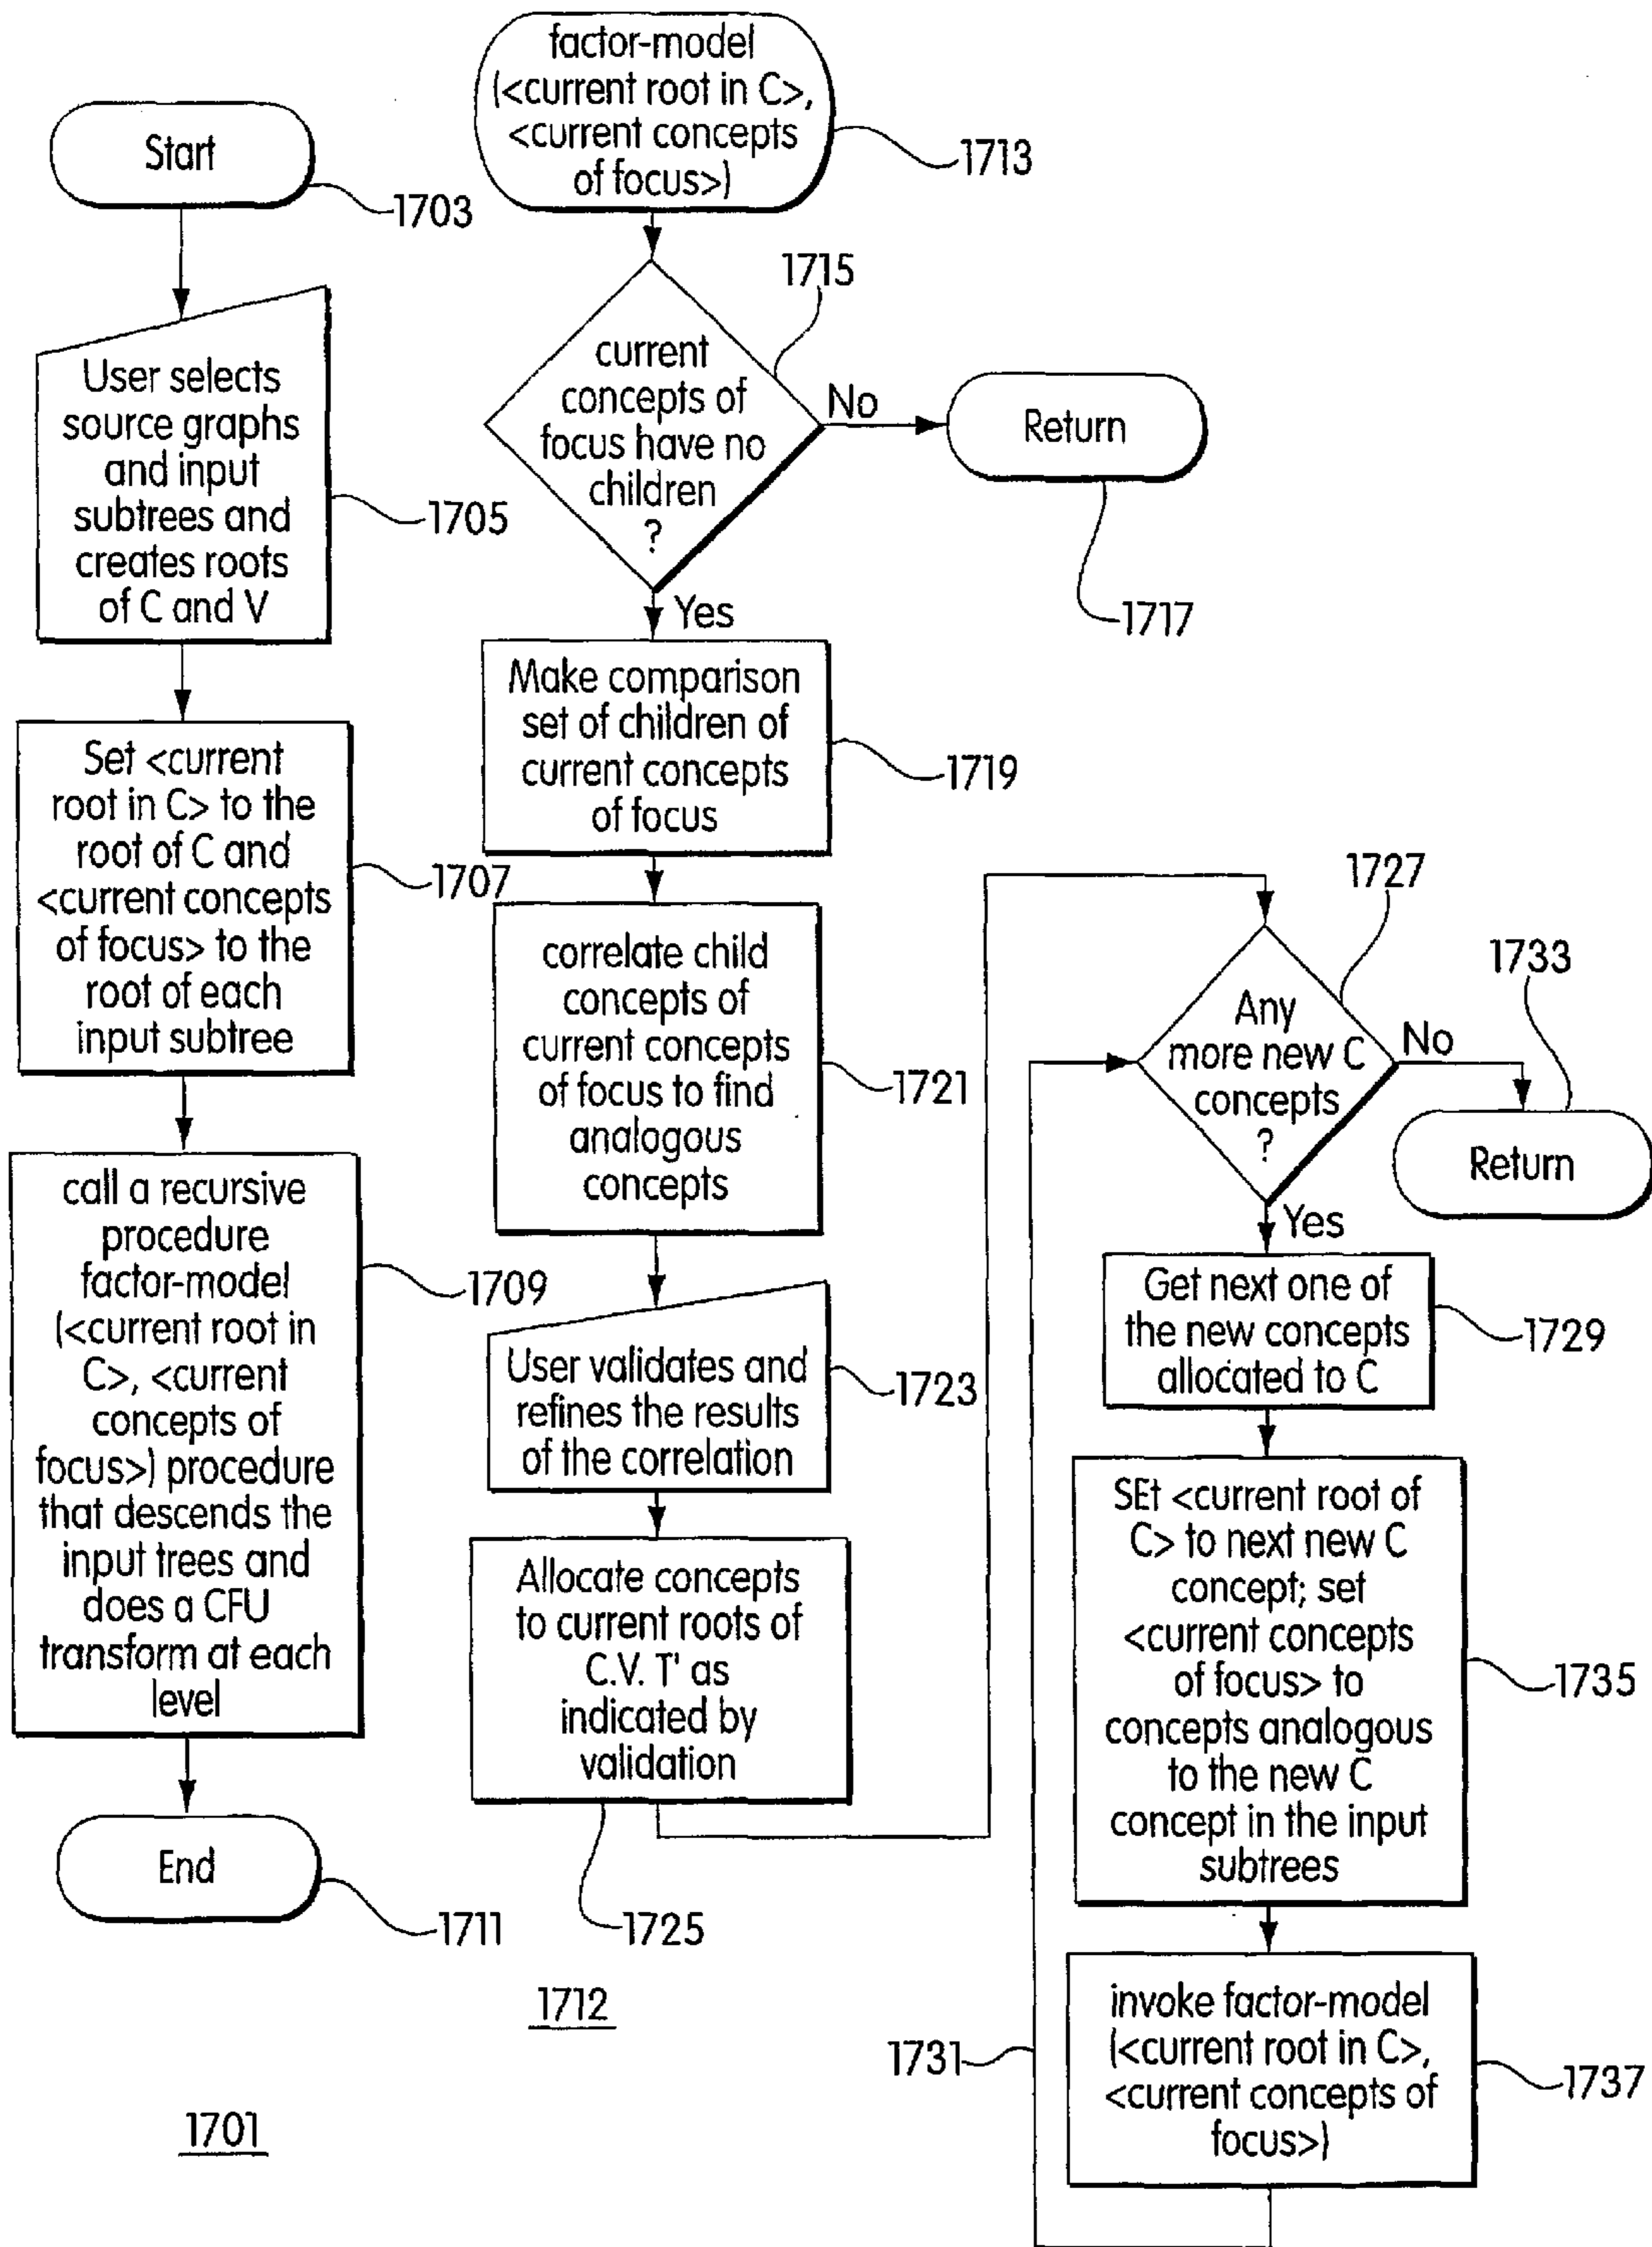 Start
1703
User selects
source graphs
and input
subtrees and
creates roots
of C and V
1705
Set <current
root in C> to the
root of C and
<current concepts
of focus> to the
root of each
input subtree
1707
call a recursive
procedure
factor-model
(<current root in
C>, <current
concepts of
focus>) procedure
that descends the
input trees and
does a CFU
transform at each
level
1709
End
1711
1701
factor-model
(<current root in C>,
<current concepts
of focus>)
1713
1715
current
concepts of
focus have no
children
?
No
Return
1717
Yes
Make comparison
set of children of
current concepts
of focus
1719
correlate child
concepts of
current concepts
of focus to find
analogous
concepts
1721
User validates and
refines the results
of the correlation
1723
Allocate concepts
to current roots of
C.V. T' as
indicated by
validation
1725
1712
1727
Any
more new C
concepts
?
No
1733
Return
Yes
Get next one of
the new concepts
allocated to C
1729
SEt <current root of
C> to next new C
concept; set
<current concepts
of focus> to
concepts analogous
to the new C
concept in the input
subtrees
1735
invoke factor-model
(<current root in C>,
<current concepts of
focus>)
1737
1731